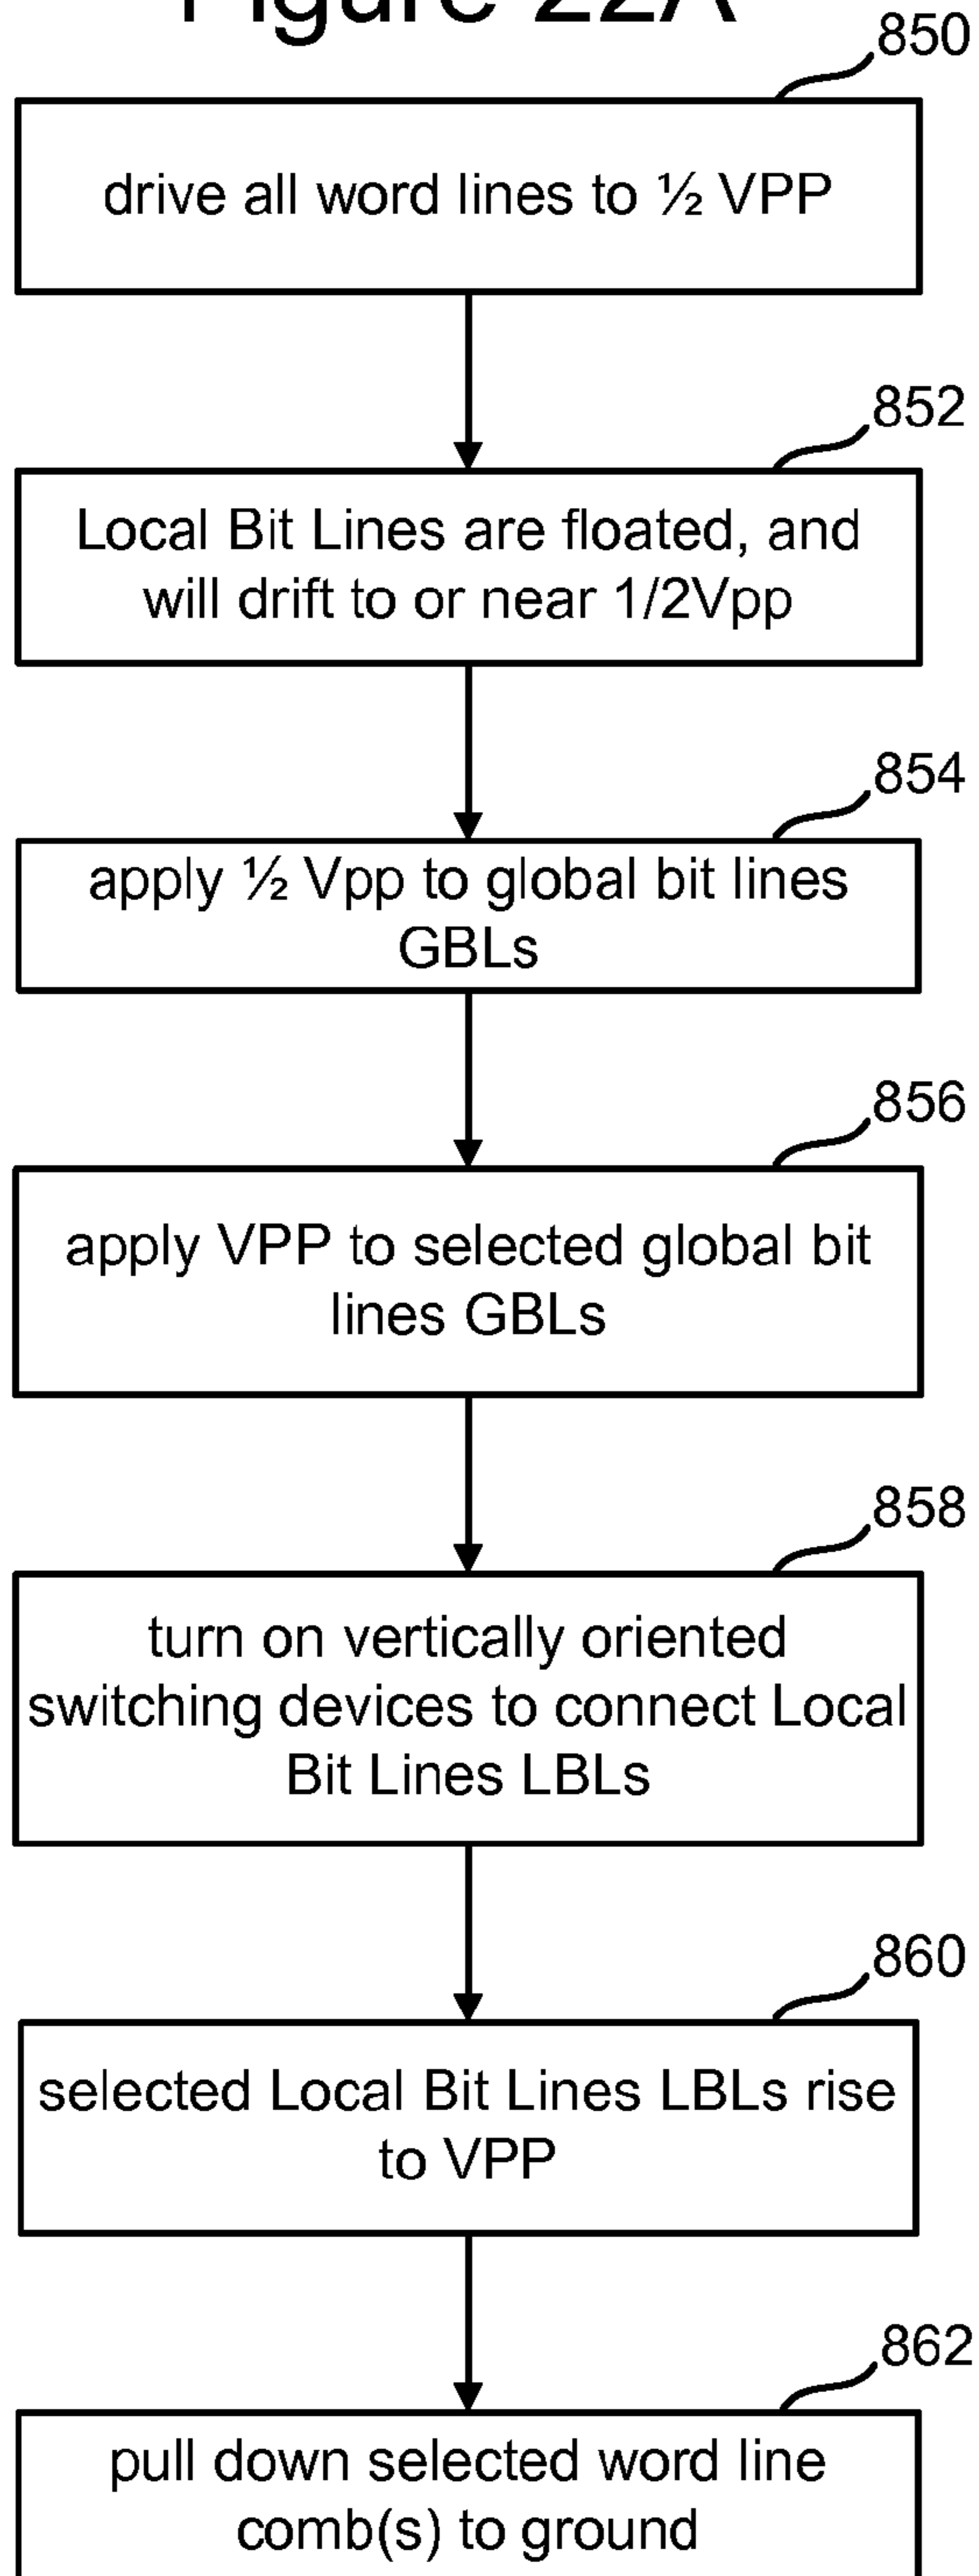 Figure 22A
850
drive all word lines to ½ VPP
852
Local Bit Lines are floated, and
will drift to or near 1/2Vpp
854
apply ½ Vpp to global bit lines
GBLs
856
apply VPP to selected global bit
lines GBLs
858
turn on vertically oriented
switching devices to connect Local
Bit Lines LBLs
860
selected Local Bit Lines LBLs rise
to VPP
862
pull down selected word line
comb(s) to ground